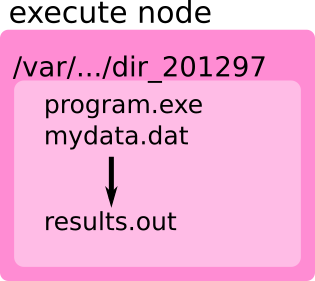 execute node
/var/.../dir_201297
program.exe
mydata.dat
results.out